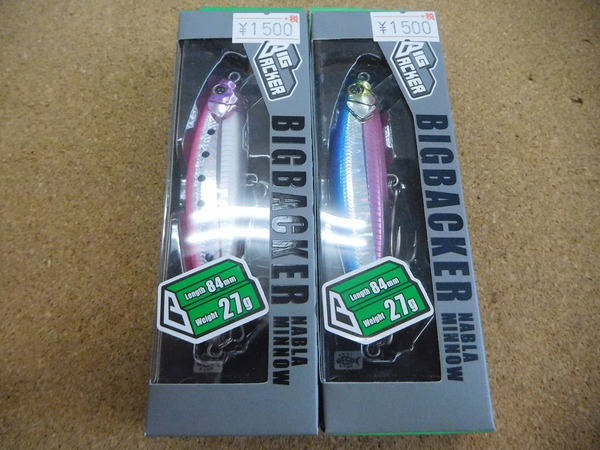 +税
¥1500
BIG
BACKER
BIGBACKER
NABLA
MINNOW
Length 84mm
Weight 27g
+税
¥1500
BIG
BACKER
BIGBACKER
NABLA
MINNOW
Length 84mm
Weight 27g